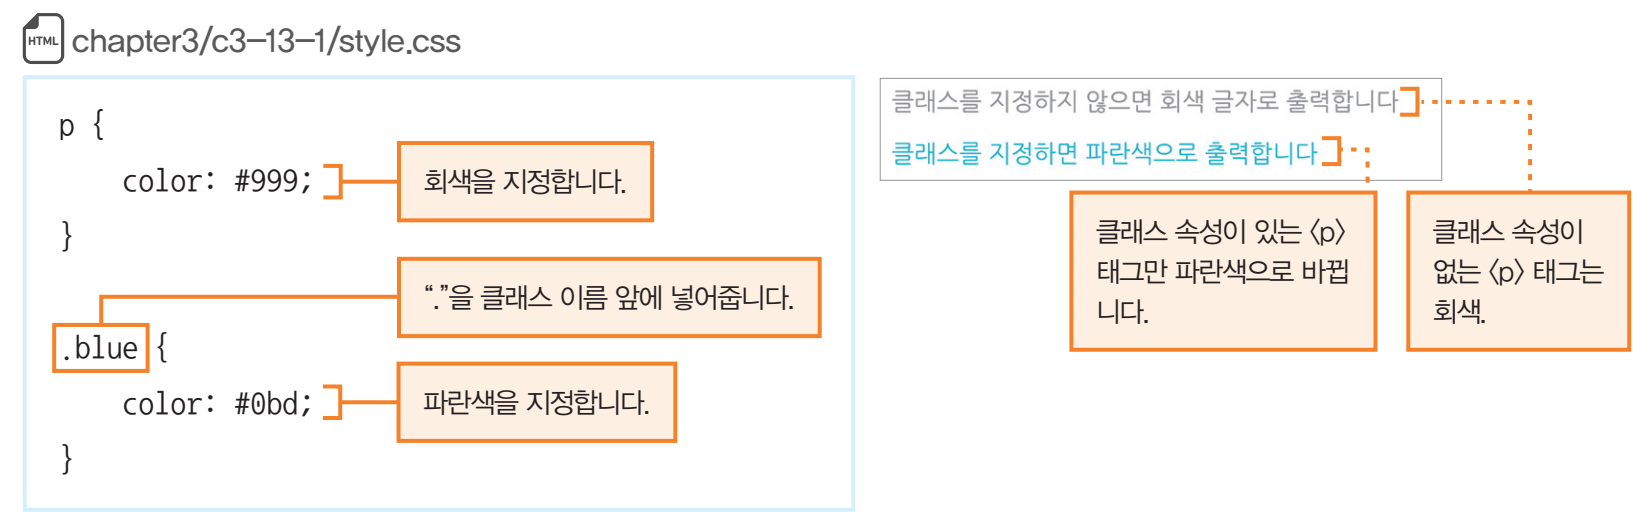 HTML chapter3/c3-13-1/style.css
p {
color: #999;
회색을 지정합니다.
}
“.”을 클래스 이름 앞에 넣어줍니다.
.blue {
color: #0bd;
파란색을 지정합니다.
}
클래스를 지정하지 않으면 회색 글자로 출력합니다
클래스를 지정하면 파란색으로 출력합니다
클래스 속성이 있는 〈p〉
태그만 파란색으로 바뀝
니다.
클래스 속성이
없는 〈p〉 태그는
회색.